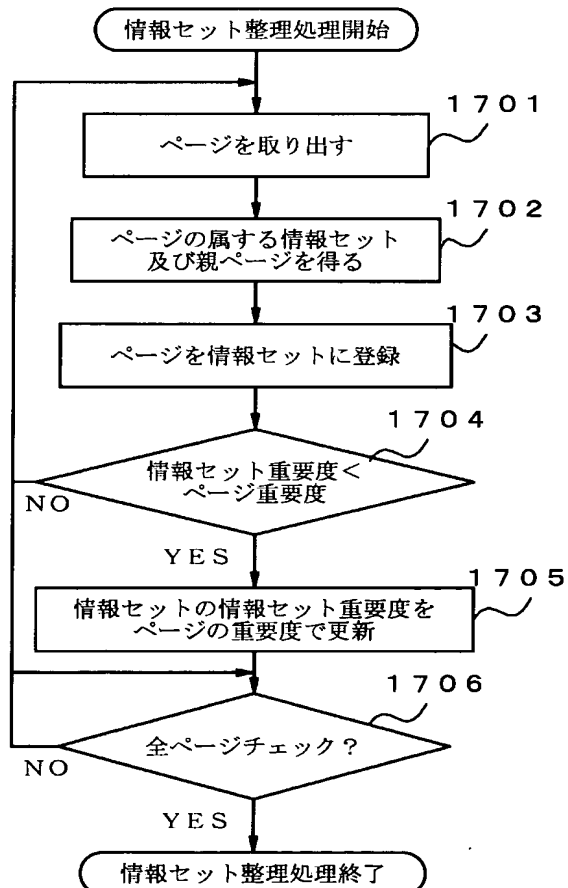 情報セット整理処理開始
1701
ページを取り出す
1702
ページの属する情報セット
及び親ページを得る
1703
ページを情報セットに登録
1704
情報セット重要度<
ページ重要度
NO
YES
1705
情報セットの情報セット重要度を
ページの重要度で更新
1706
全ページチェック?
NO
YES
情報セット整理処理終了